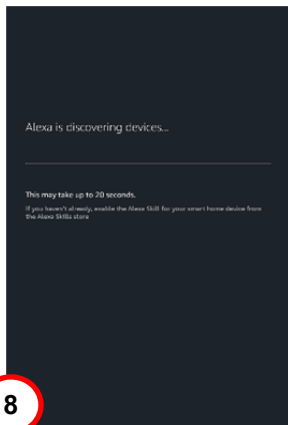 Alexa is discovering devices...
This may take up to 20 seconds.
If you haven't already, enable the Alexa Skill for your smart home device from
the Alexa Skills store
8